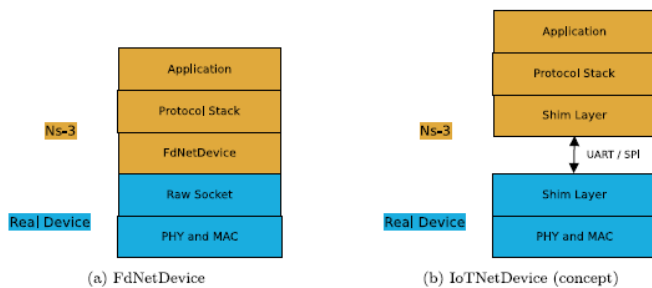 Application
Protocol Stack
FdNetDevice
Raw Socket
PHY and MAC
Ns-3
Real Device
(a) FdNetDevice
Application
Protocol Stack
Shim Layer
UART / SPI
Shim Layer
PHY and MAC
Ns-3
Real Device
(b) IoTNetDevice (concept)